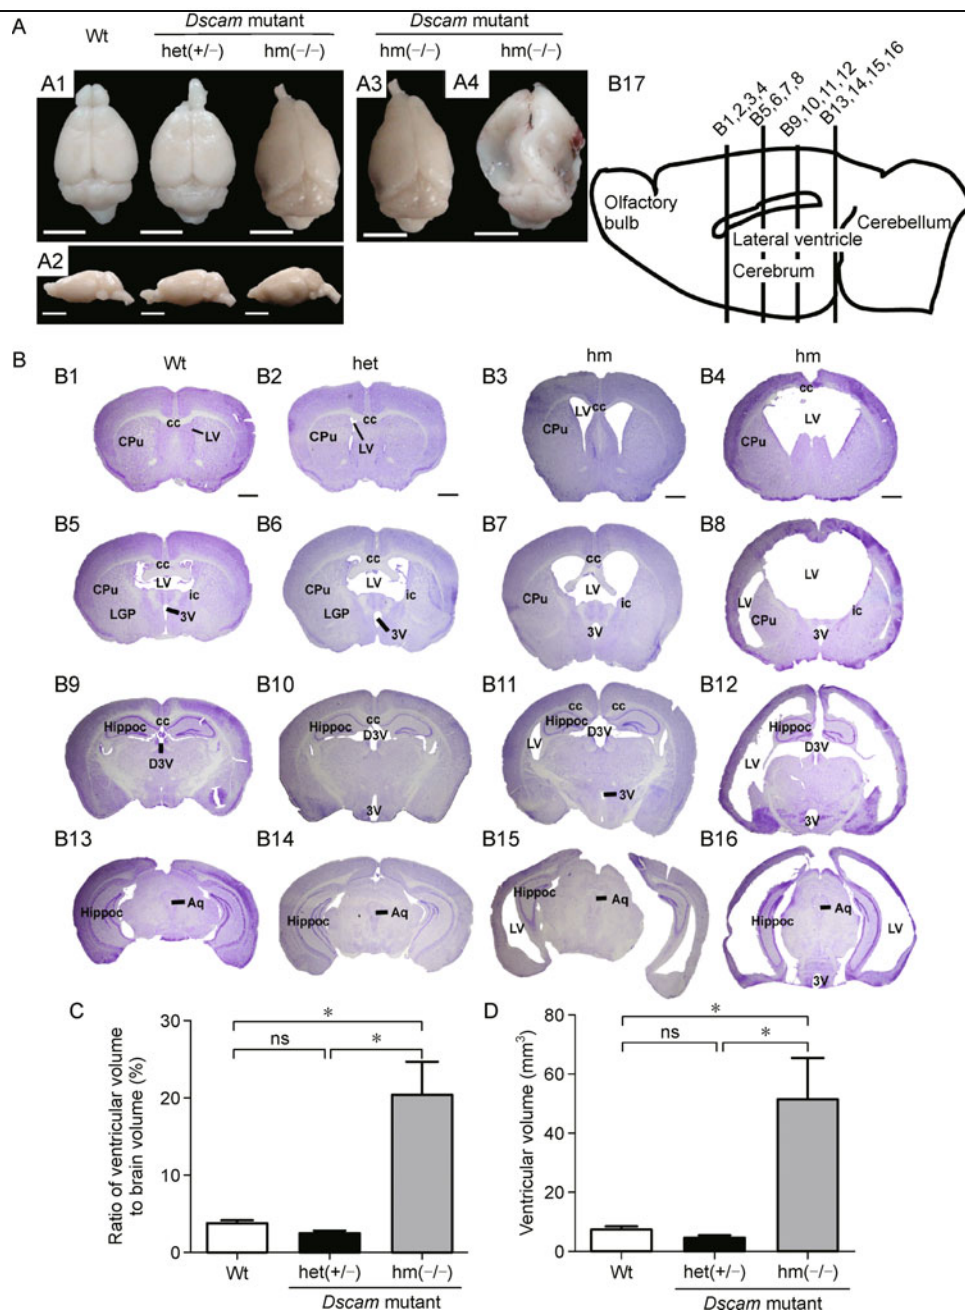 A
Wt
Dscam mutant
het(+/−)
hm(−/−)
Dscam mutant
hm(−/−)
hm(−/−)
A1
A3
A4
A2
B17
B1,2,3,4
B5,6,7,8
B9,10,11,12
B13,14,15,16
Olfactory
bulb
Lateral ventricle
Cerebrum
Cerebellum
B
Wt
het
hm
hm
B1
cc
CPu
LV
B2
cc
CPu
LV
B3
LV
cc
CPu
B4
cc
LV
CPu
B5
cc
LV
CPu
ic
LGP
3V
B6
cc
LV
CPu
ic
LGP
3V
B7
cc
LV
CPu
ic
3V
B8
LV
LV
ic
CPu
3V
B9
cc
Hippoc
D3V
B10
cc
Hippoc
D3V
3V
B11
cc
cc
Hippoc
D3V
LV
3V
B12
Hippoc
D3V
LV
3V
B13
Hippoc
Aq
B14
Hippoc
Aq
B15
Hippoc
Aq
LV
B16
Hippoc
Aq
LV
3V
C
Ratio of ventricular volume
to brain volume (%)
30
20
10
0
*
ns
*
Wt
het(+/−)
hm(−/−)
Dscam mutant
D
Ventricular volume (mm³)
80
60
40
20
0
*
ns
*
Wt
het(+/−)
hm(−/−)
Dscam mutant